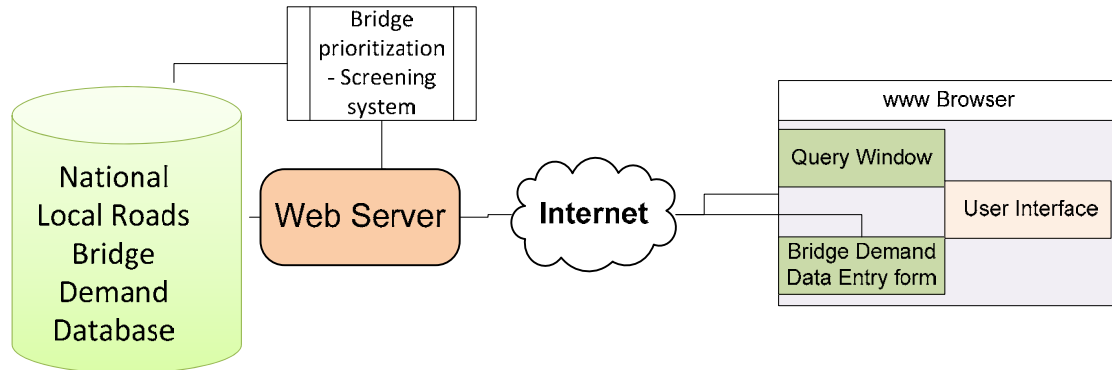 Bridge
prioritization
- Screening
system
National
Local Roads
Bridge
Demand
Database
Web Server
Internet
www Browser
Query Window
User Interface
Bridge Demand
Data Entry form